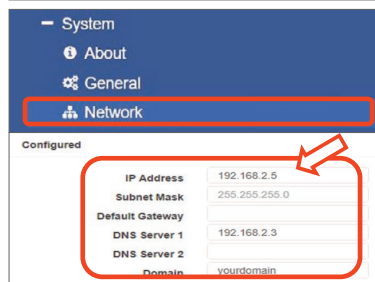 System
About
General
Network
Configured
IP Address 192.168.2.5
Subnet Mask 255.255.255.0
Default Gateway
DNS Server 1 192.168.2.3
DNS Server 2
Domain yourdomain